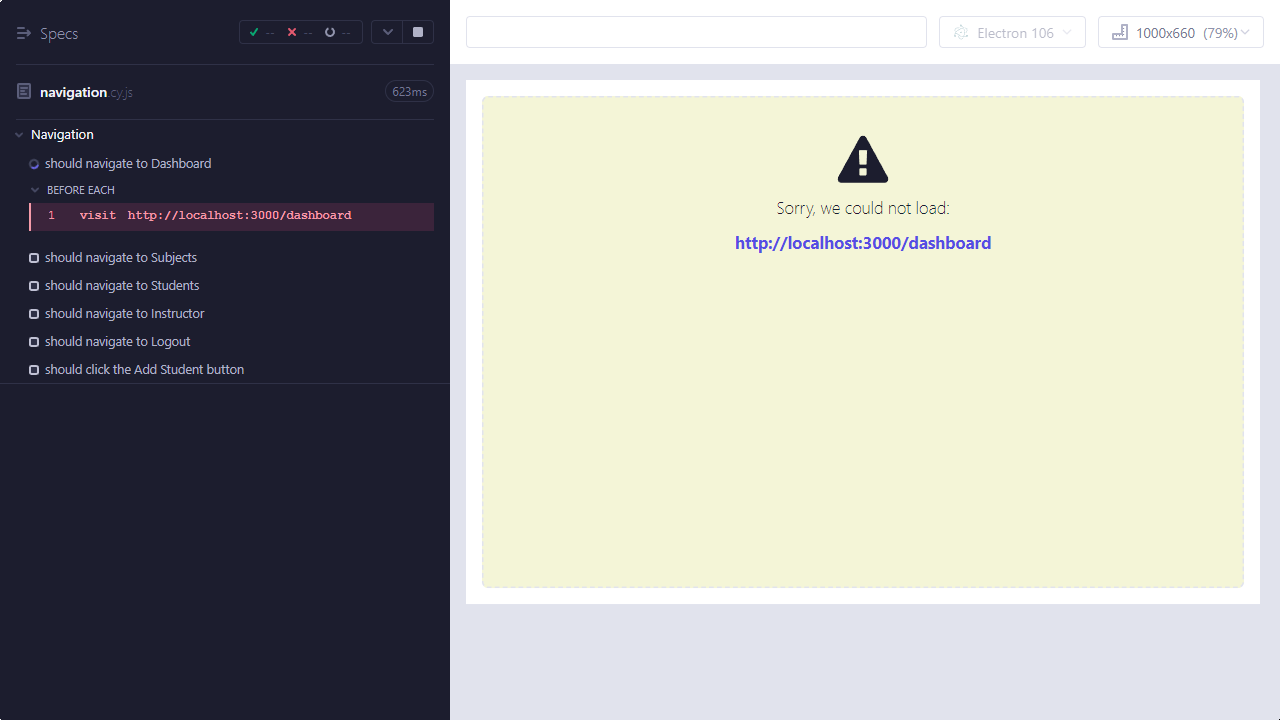 Specs
-- -- --
navigation.cy.js
623ms
Navigation
should navigate to Dashboard
BEFORE EACH
1 visit http://localhost:3000/dashboard
should navigate to Subjects
should navigate to Students
should navigate to Instructor
should navigate to Logout
should click the Add Student button
Electron 106
1000x660 (79%)
Sorry, we could not load:
http://localhost:3000/dashboard